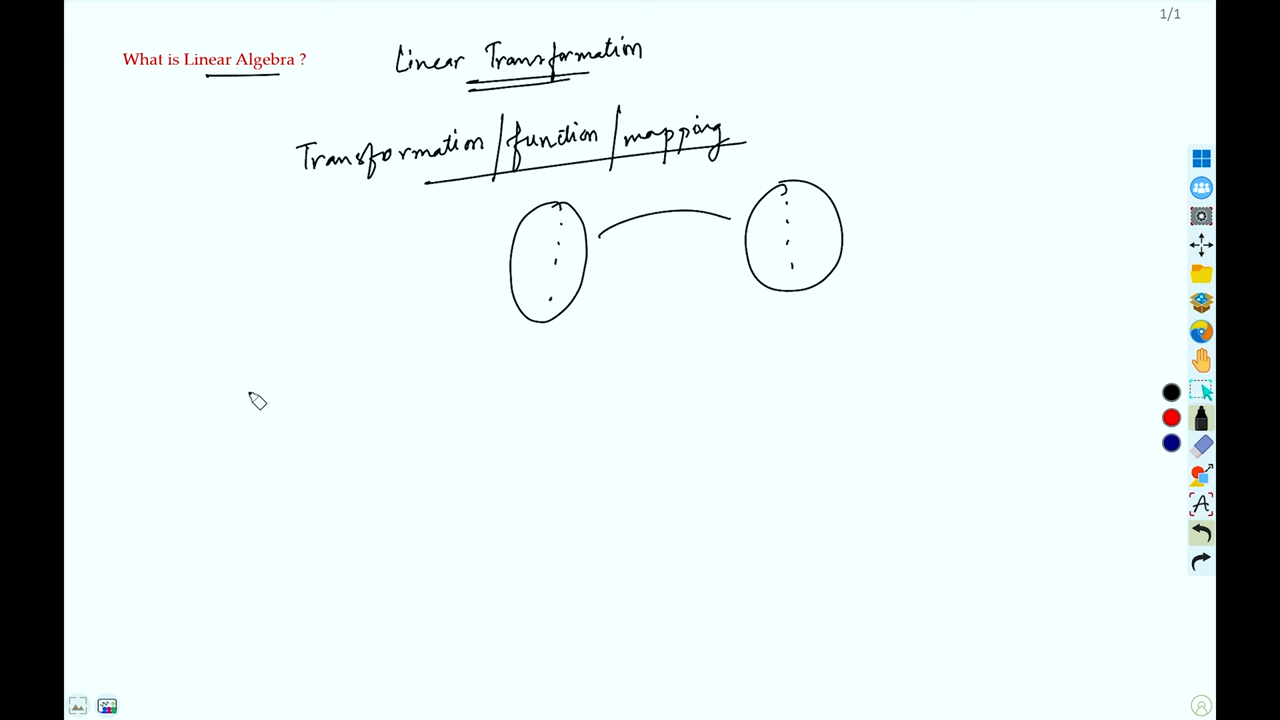 1/1
What is Linear Algebra ?
Linear Transformation
Transformation/function/mapping